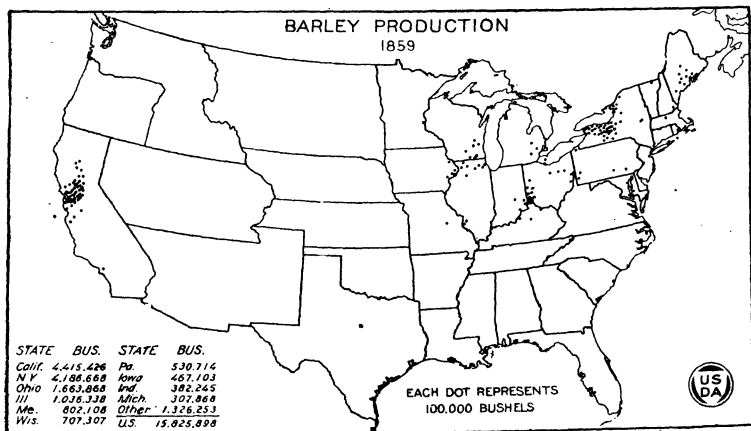 BARLEY PRODUCTION
1859
STATE BUS. STATE BUS.
Calif. 4,415,426 Pa. 530,714
N Y 4,186,668 Iowa 467,103
Ohio 1,663,868 Ind. 382,245
Ill 1,036,338 Mich. 307,868
Me. 802,108 Other 1,326,253
Wis. 707,307 U.S. 15,825,898
EACH DOT REPRESENTS
100,000 BUSHELS
US
DA